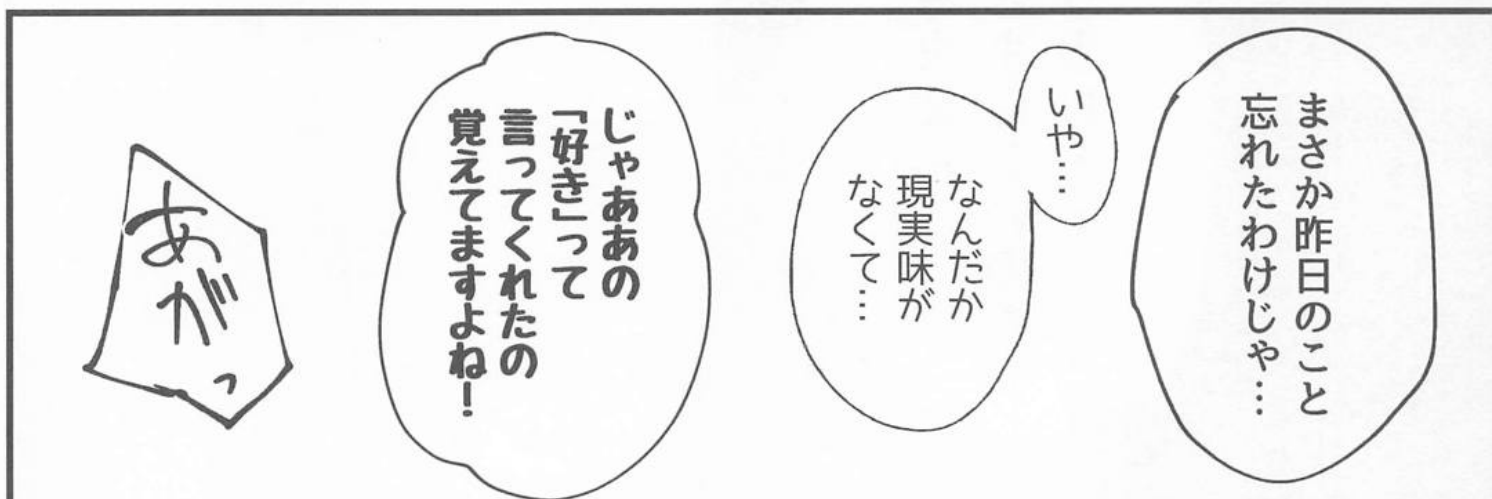 まさか昨日のこと
忘れたわけじゃ…
いや…
なんだか
現実味が
なくて…
じゃああの
「好き」って
言ってくれたの
覚えてますよね!
あがっ